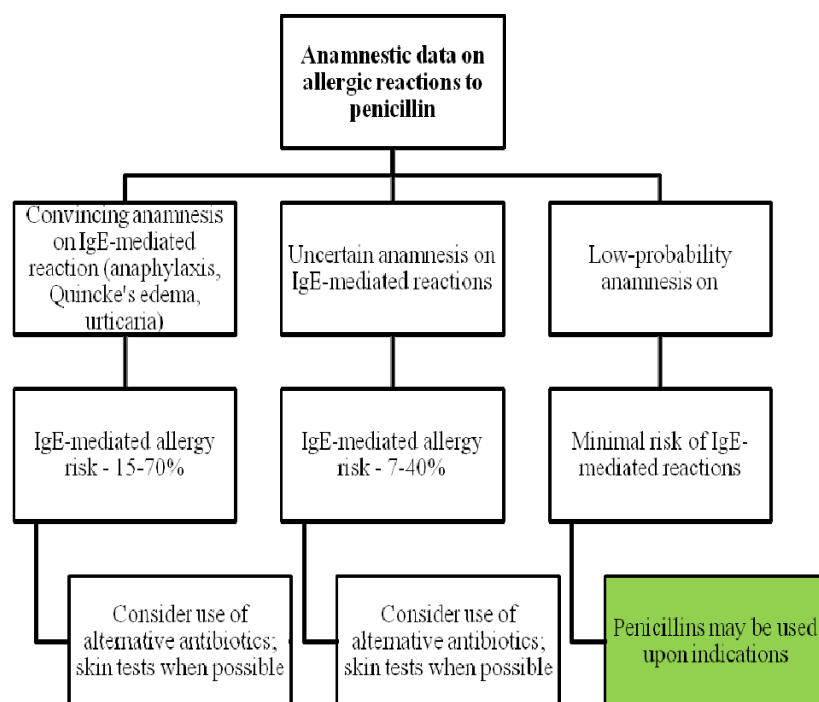 Anamnestic data on
allergic reactions to
penicillin
Convincing anamnesis
on IgE-mediated
reaction (anaphylaxis,
Quincke's edema,
urticaria)
Uncertain anamnesis on
IgE-mediated reactions
Low-probability
anamnesis on
IgE-mediated allergy
risk - 15-70%
IgE-mediated allergy
risk - 7-40%
Minimal risk of IgE-
mediated reactions
Consider use of
alternative antibiotics;
skin tests when possible
Consider use of
alternative antibiotics;
skin tests when possible
Penicillins may be used
upon indications